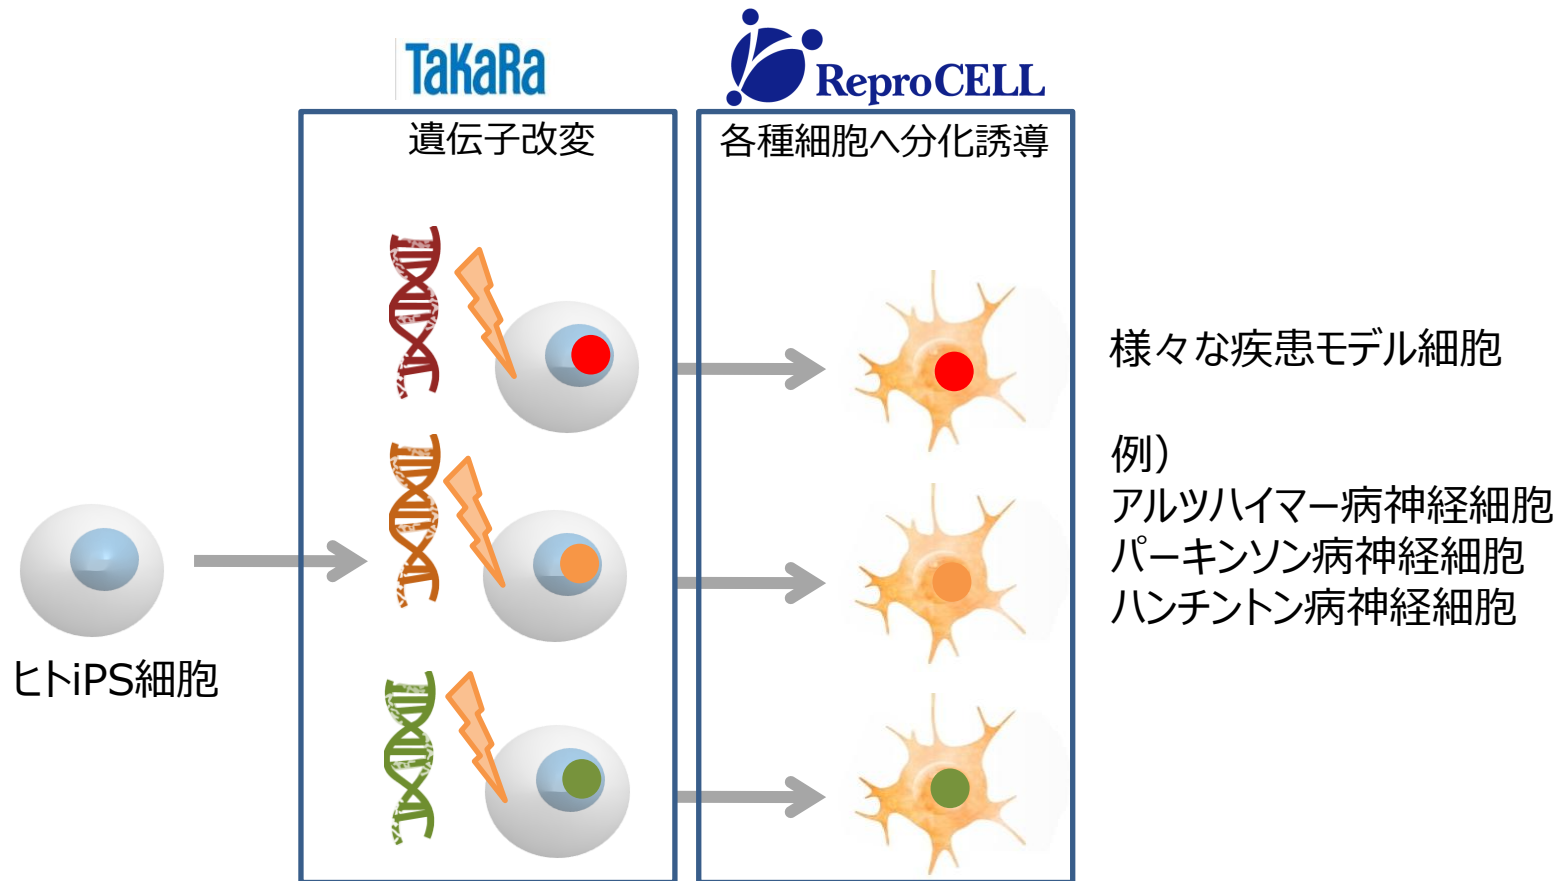 TaKaRa
ReproCELL
遺伝子改変
各種細胞へ分化誘導
様々な疾患モデル細胞
例）
アルツハイマー病神経細胞
パーキンソン病神経細胞
ハンチントン病神経細胞
ヒトiPS細胞